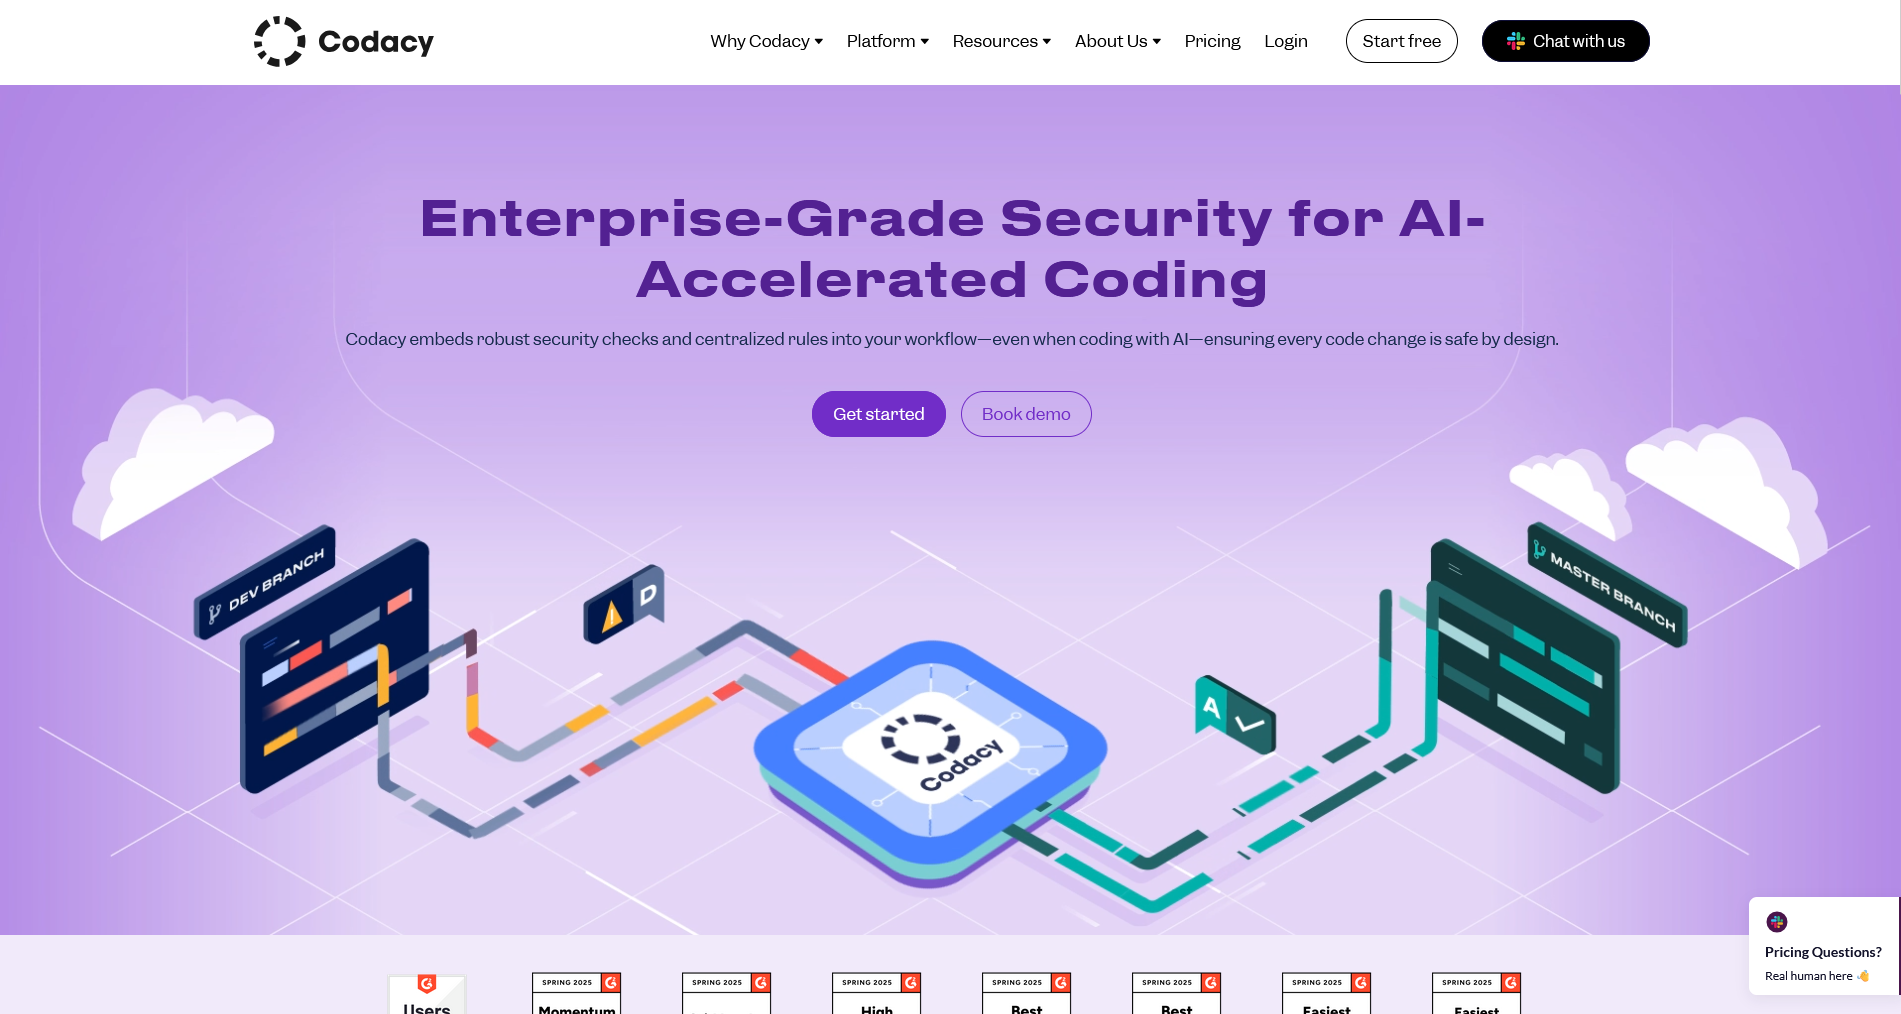 Codacy
Why Codacy
Platform
Resources
About Us
Pricing
Login
Start free
Chat with us
Enterprise-Grade Security for AI-
Accelerated Coding
Codacy embeds robust security checks and centralized rules into your workflow—even when coding with AI—ensuring every code change is safe by design.
Get started
Book demo
DEV BRANCH
D
MASTER BRANCH
A
Codacy
Pricing Questions?
Real human here 👋
Users
SPRING 2025
Momentum
SPRING 2025
SPRING 2025
High
SPRING 2025
Best
SPRING 2025
Best
SPRING 2025
Easiest
SPRING 2025
Easiest